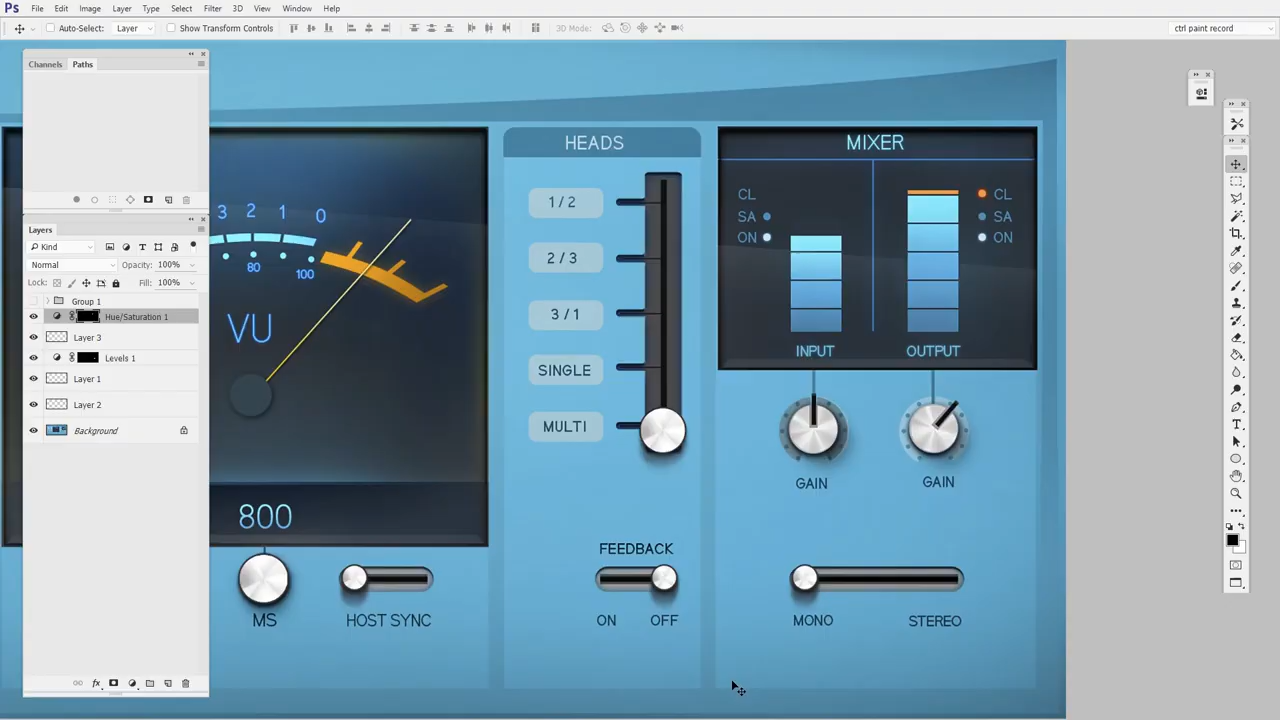 Ps File Edit Image Layer Type Select Filter 3D View Window Help
Auto-Select: Layer Show Transform Controls 3D Mode: ctrl paint record
Channels Paths
Layers
Kind
Normal Opacity: 100%
Lock: Fill: 100%
Group 1
Hue/Saturation 1
Layer 3
Levels 1
Layer 1
Layer 2
Background
3 2 1 0
80 100
VU
800
MS HOST SYNC
HEADS
1 / 2
2 / 3
3 / 1
SINGLE
MULTI
FEEDBACK
ON OFF
MIXER
CL CL
SA SA
ON ON
INPUT OUTPUT
GAIN GAIN
MONO STEREO